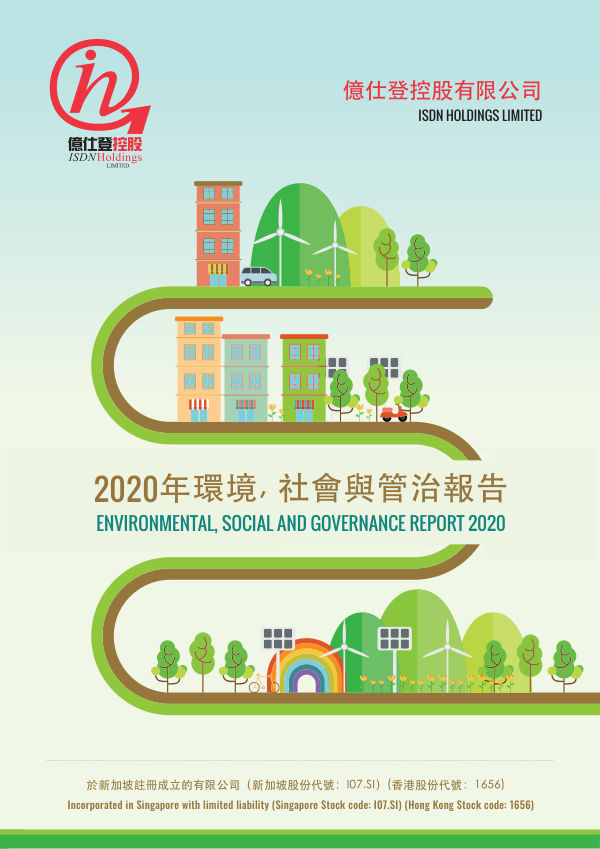 億仕登控股
ISDNHoldings
LIMITED
億仕登控股有限公司
ISDN HOLDINGS LIMITED
2020年環境，社會與管治報告
ENVIRONMENTAL, SOCIAL AND GOVERNANCE REPORT 2020
於新加坡註冊成立的有限公司（新加坡股份代號：I07.SI）(香港股份代號：1656)
Incorporated in Singapore with limited liability (Singapore Stock code: I07.SI) (Hong Kong Stock code: 1656)